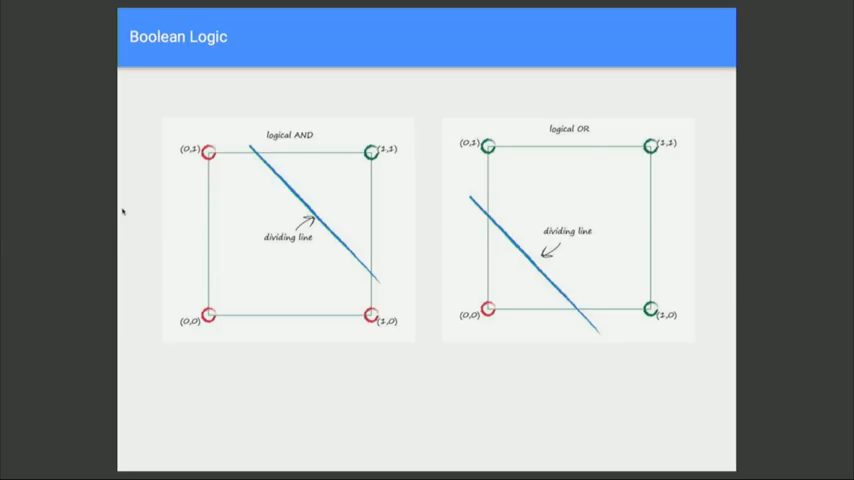 Boolean Logic
logical AND
(0,1)
(1,1)
dividing line
(0,0)
(1,0)
logical OR
(0,1)
(1,1)
dividing line
(0,0)
(1,0)